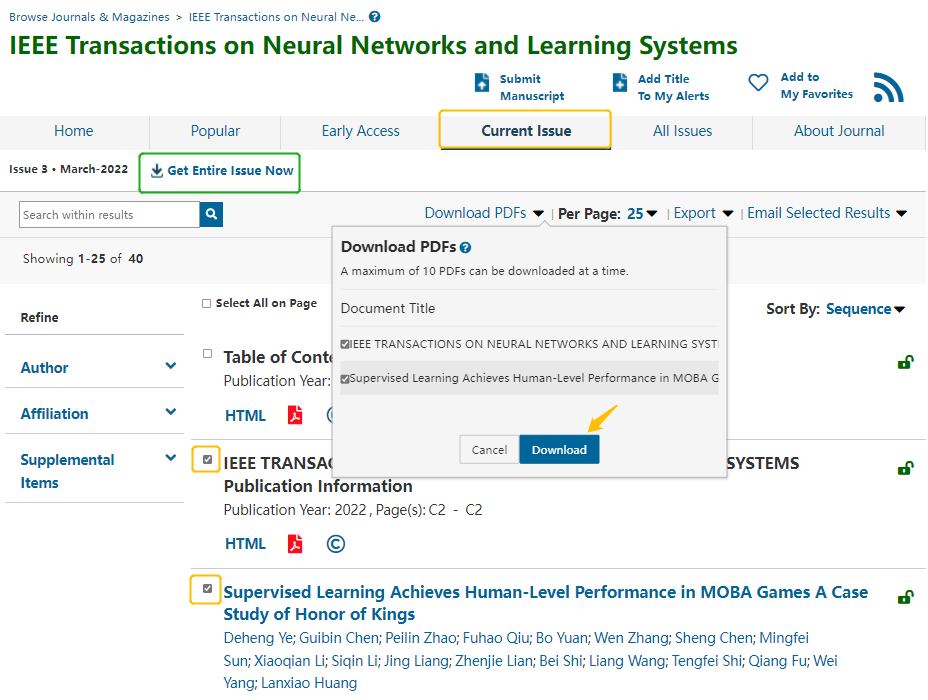 Browse Journals & Magazines > IEEE Transactions on Neural Ne... ?
IEEE Transactions on Neural Networks and Learning Systems
Submit Manuscript
Add Title To My Alerts
Add to My Favorites
Home
Popular
Early Access
Current Issue
All Issues
About Journal
Issue 3 • March-2022
Get Entire Issue Now
Search within results
Download PDFs
| Per Page: 25
| Export
| Email Selected Results
Showing 1-25 of 40
Download PDFs ?
A maximum of 10 PDFs can be downloaded at a time.
Document Title
IEEE TRANSACTIONS ON NEURAL NETWORKS AND LEARNING SYST
Supervised Learning Achieves Human-Level Performance in MOBA G
Cancel
Download
Refine
Author
Affiliation
Supplemental Items
Select All on Page
Sort By: Sequence
Table of Conte
Publication Year:
HTML
IEEE TRANSAC
SYSTEMS
Publication Information
Publication Year: 2022 , Page(s): C2 - C2
HTML ©
Supervised Learning Achieves Human-Level Performance in MOBA Games A Case
Study of Honor of Kings
Deheng Ye; Guibin Chen; Peilin Zhao; Fuhao Qiu; Bo Yuan; Wen Zhang; Sheng Chen; Mingfei
Sun; Xiaoqian Li; Siqin Li; Jing Liang; Zhenjie Lian; Bei Shi; Liang Wang; Tengfei Shi; Qiang Fu; Wei
Yang; Lanxiao Huang